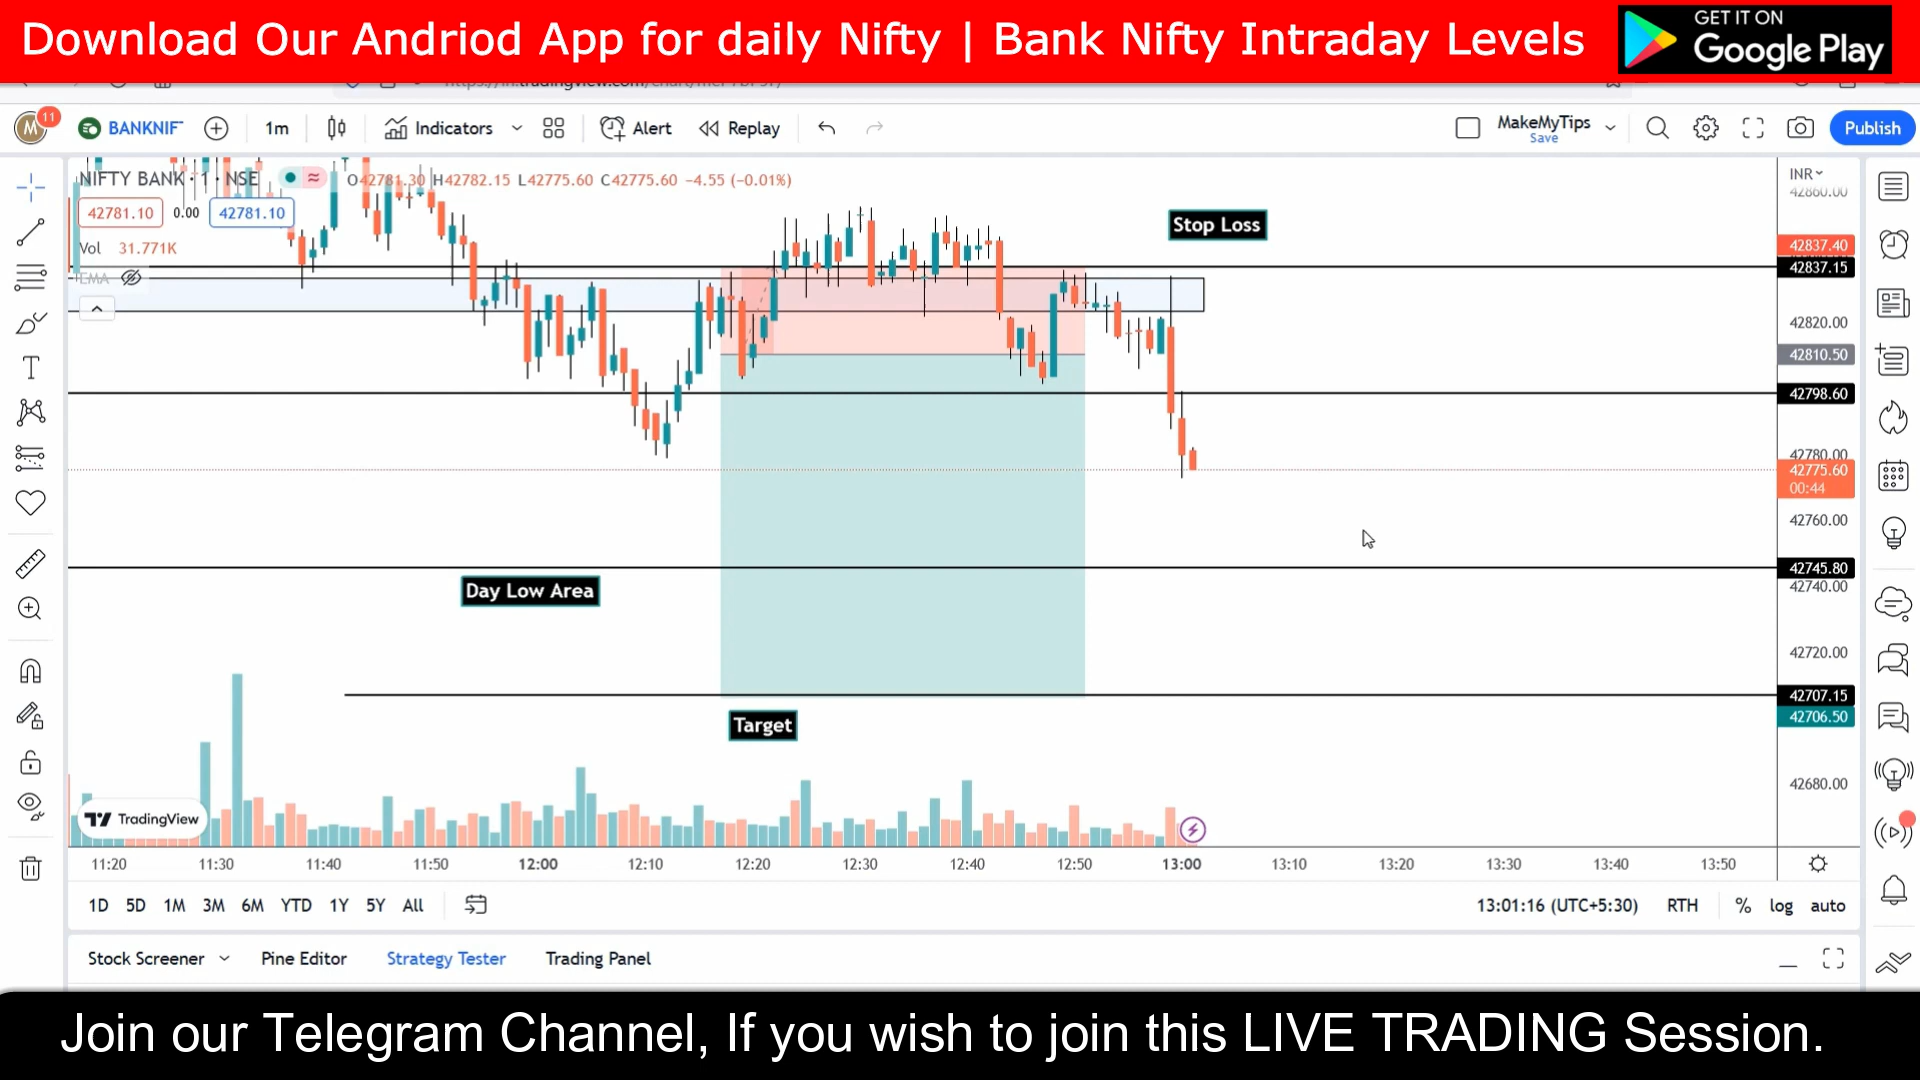 Download Our Andriod App for daily Nifty | Bank Nifty Intraday Levels
GET IT ON
Google Play
M
11
BANKNIF
1m
Indicators
Alert
Replay
MakeMyTips
Save
Publish
NIFTY BANK · 1 · NSE
O42781.30 H42782.15 L42775.60 C42775.60 −4.55 (−0.01%)
42781.10 0.00 42781.10
Vol 31.771K
EMA
INR
42860.00
42837.40
42837.15
42820.00
42810.50
42798.60
42780.00
42775.60
00:44
42760.00
42745.80
42740.00
42720.00
42707.15
42706.50
42680.00
Stop Loss
Day Low Area
Target
TradingView
11:20 11:30 11:40 11:50 12:00 12:10 12:20 12:30 12:40 12:50 13:00 13:10 13:20 13:30 13:40 13:50
1D 5D 1M 3M 6M YTD 1Y 5Y All
13:01:16 (UTC+5:30) RTH % log auto
Stock Screener Pine Editor Strategy Tester Trading Panel
Join our Telegram Channel, If you wish to join this LIVE TRADING Session.